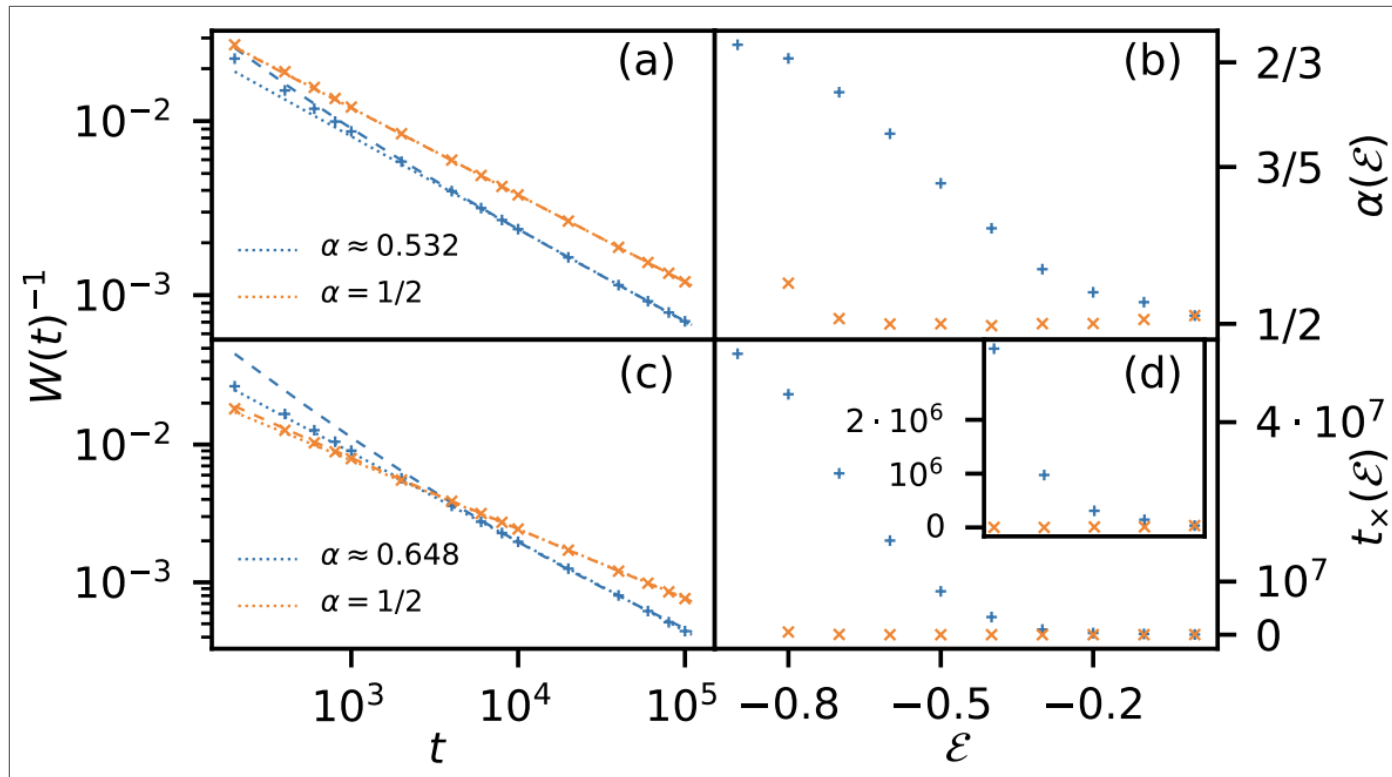 (a)
10⁻²
10⁻³
α ≈ 0.532
α = 1/2
(b)
2/3
3/5
1/2
α(ℰ)
W(t)⁻¹
(c)
10⁻²
10⁻³
α ≈ 0.648
α = 1/2
10³ 10⁴ 10⁵
t
(d)
2 · 10⁶
10⁶
0
4 · 10⁷
10⁷
0
t×(ℰ)
−0.8 −0.5 −0.2
ℰ